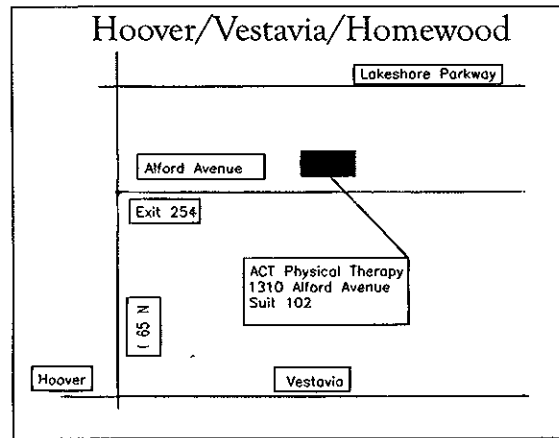 Hoover/Vestavia/Homewood
Lakeshore Parkway
Alford Avenue
Exit 254
ACT Physical Therapy
1310 Alford Avenue
Suit 102
( 65 N
Hoover
Vestavia